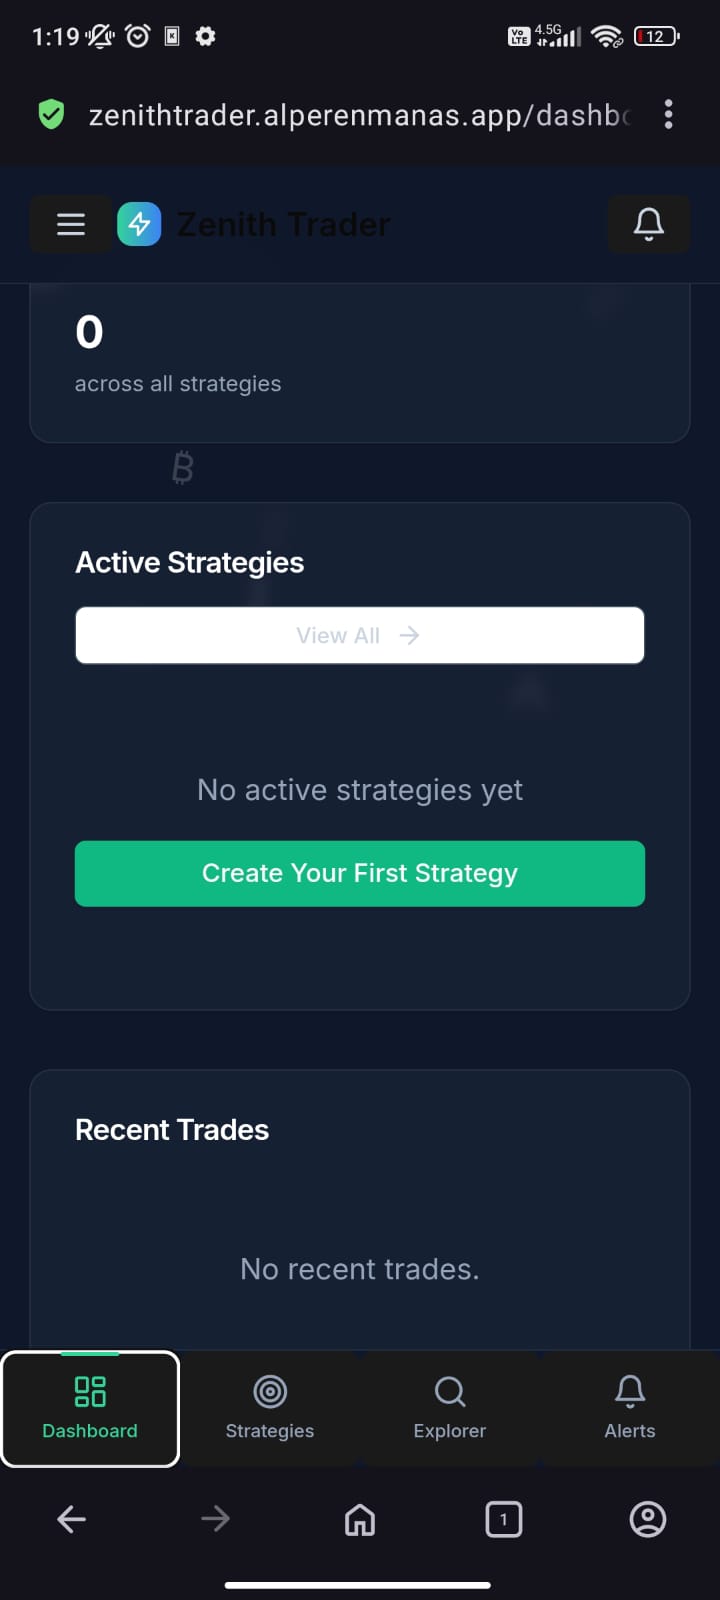 1:19
Vo LTE 4.5G 12
zenithtrader.alperenmanas.app/dashb
Zenith Trader
0
across all strategies
₿
Active Strategies
View All →
No active strategies yet
Create Your First Strategy
Recent Trades
No recent trades.
Dashboard Strategies Explorer Alerts
1